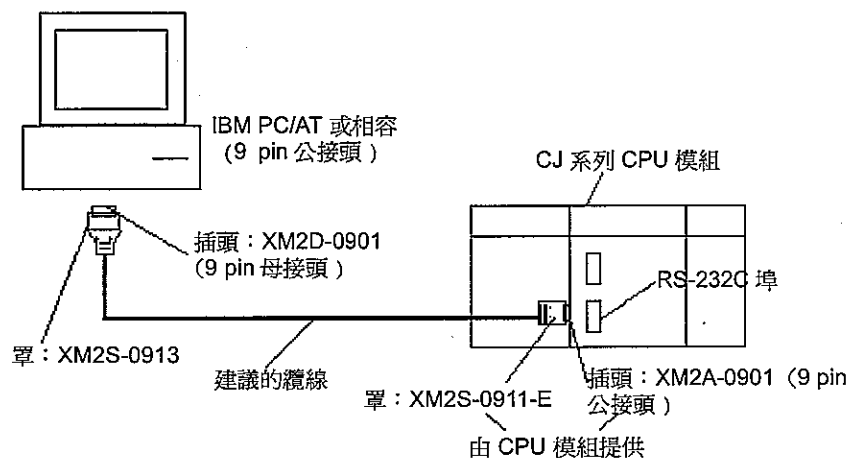 IBM PC/AT 或相容
(9 pin 公接頭)
CJ 系列 CPU 模組
插頭:XM2D-0901
(9 pin 母接頭)
RS-232C 埠
罩:XM2S-0913
建議的纜線
罩:XM2S-0911-E
插頭:XM2A-0901(9 pin
公接頭)
由 CPU 模組提供